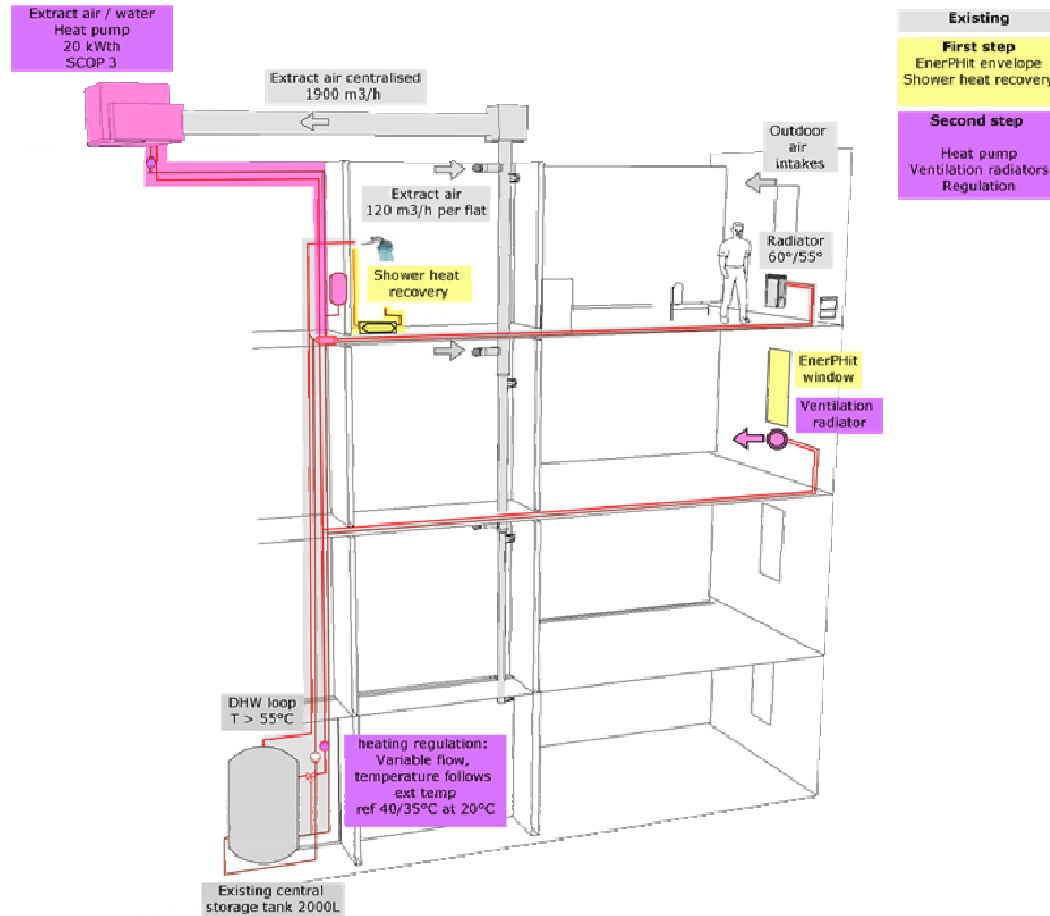 Extract air / water
Heat pump
20 kWth
SCOP 3
Existing
First step
EnerPHit envelope
Shower heat recovery
Second step
Heat pump
Ventilation radiators
Regulation
Extract air centralised
1900 m3/h
Outdoor
air
intakes
Extract air
120 m3/h per flat
Radiator
60°/55°
Shower heat
recovery
EnerPHit
window
Ventilation
radiator
DHW loop
T > 55°C
heating regulation:
Variable flow,
temperature follows
ext temp
ref 40/35°C at 20°C
Existing central
storage tank 2000L